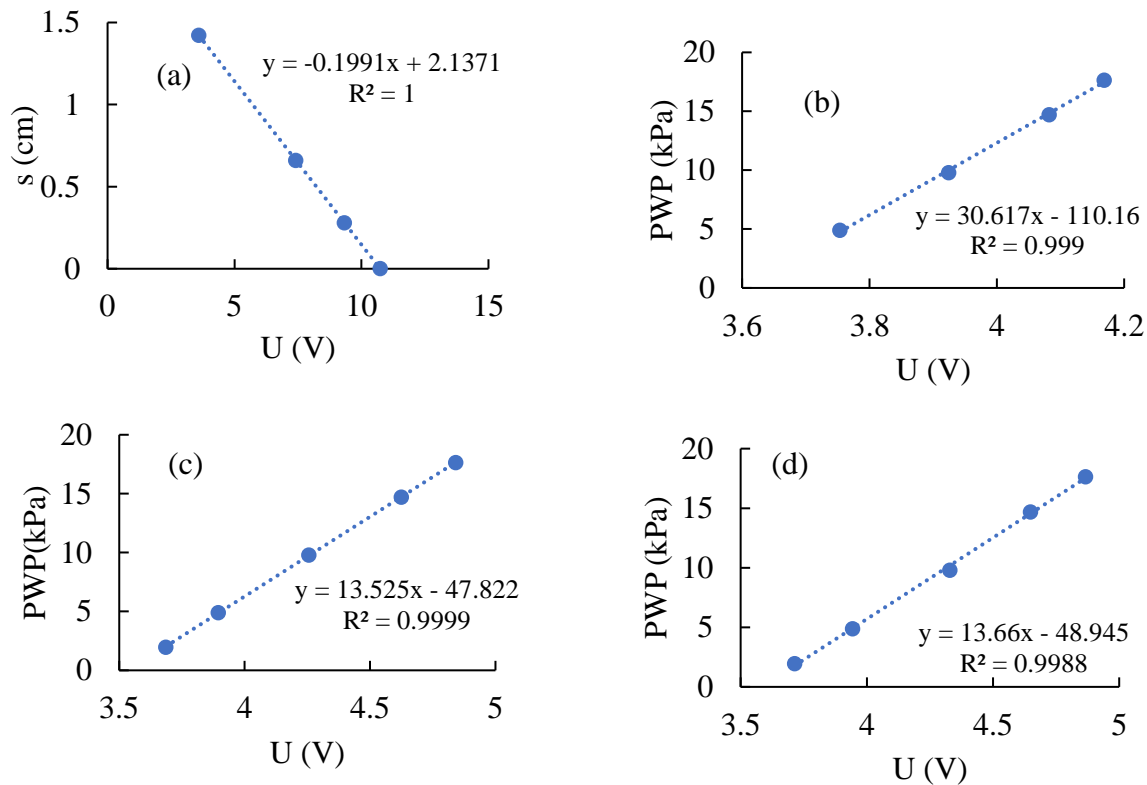 (a)
y = -0.1991x + 2.1371
R² = 1
s (cm)
1.5
1
0.5
0
0
5
10
15
U (V)
(b)
y = 30.617x - 110.16
R² = 0.999
PWP (kPa)
20
15
10
5
0
3.6
3.8
4
4.2
U (V)
(c)
y = 13.525x - 47.822
R² = 0.9999
PWP(kPa)
20
15
10
5
0
3.5
4
4.5
5
U (V)
(d)
y = 13.66x - 48.945
R² = 0.9988
PWP (kPa)
20
15
10
5
0
3.5
4
4.5
5
U (V)